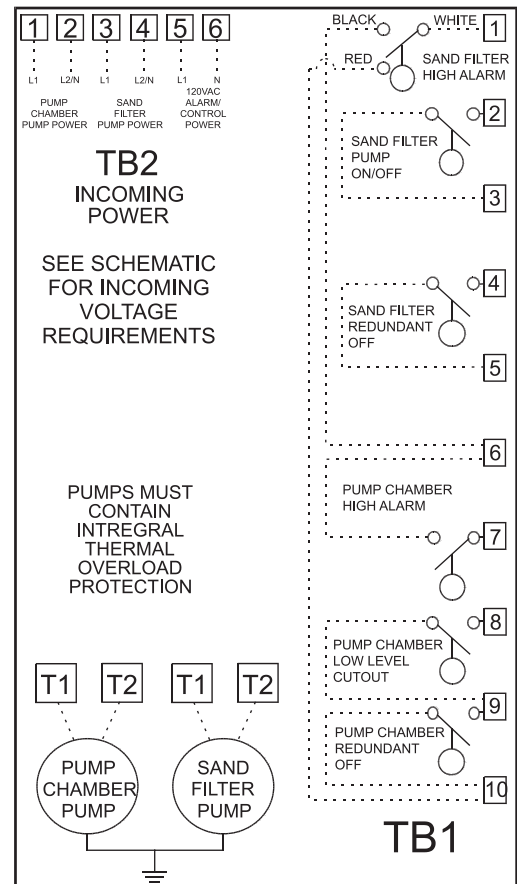 1 2 3 4 5 6
L1 L2/N L1 L2/N L1 N
PUMP
CHAMBER
PUMP POWER
SAND
FILTER
PUMP POWER
120VAC
ALARM/
CONTROL
POWER
TB2
INCOMING
POWER
SEE SCHEMATIC
FOR INCOMING
VOLTAGE
REQUIREMENTS
PUMPS MUST
CONTAIN
INTREGRAL
THERMAL
OVERLOAD
PROTECTION
T1 T2 T1 T2
PUMP
CHAMBER
PUMP
SAND
FILTER
PUMP
BLACK WHITE 1
RED
SAND FILTER
HIGH ALARM
2
SAND FILTER
PUMP
ON/OFF
3
4
SAND FILTER
REDUNDANT
OFF
5
6
PUMP CHAMBER
HIGH ALARM
7
8
PUMP CHAMBER
LOW LEVEL
CUTOUT
9
PUMP CHAMBER
REDUNDANT
OFF
10
TB1